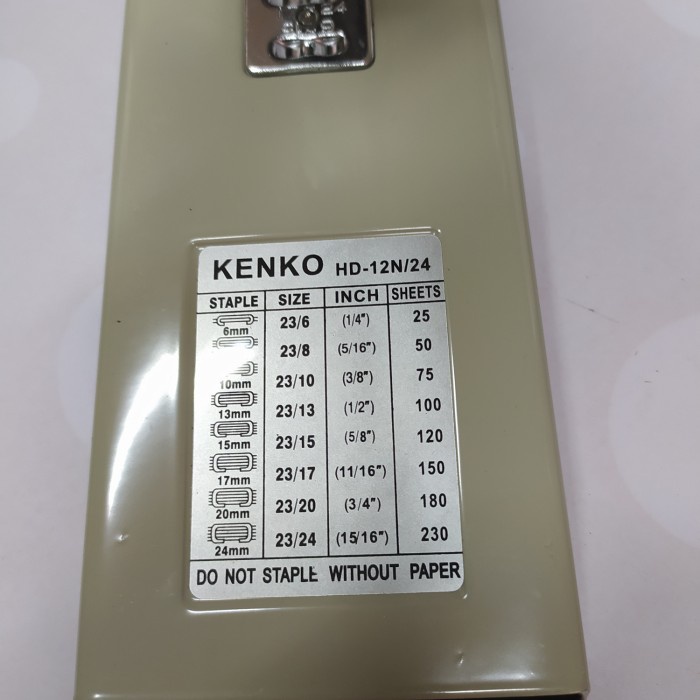 KENKO HD-12N/24
STAPLE SIZE INCH SHEETS
6mm 23/6 (1/4") 25
23/8 (5/16") 50
10mm 23/10 (3/8") 75
13mm 23/13 (1/2") 100
15mm 23/15 (5/8") 120
17mm 23/17 (11/16") 150
20mm 23/20 (3/4") 180
24mm 23/24 (15/16") 230
DO NOT STAPLE WITHOUT PAPER